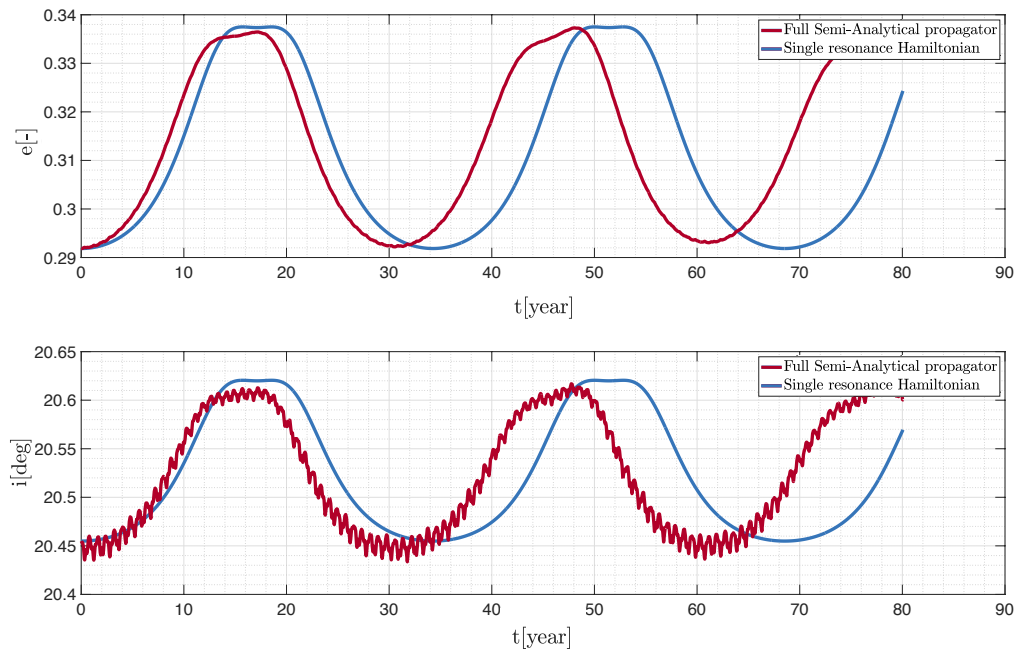 0.34
0.33
0.32
0.31
0.3
0.29
e[-]
Full Semi-Analytical propagator
Single resonance Hamiltonian
0 10 20 30 40 50 60 70 80 90
t[year]
20.65
20.6
20.55
20.5
20.45
20.4
i[deg]
Full Semi-Analytical propagator
Single resonance Hamiltonian
0 10 20 30 40 50 60 70 80 90
t[year]